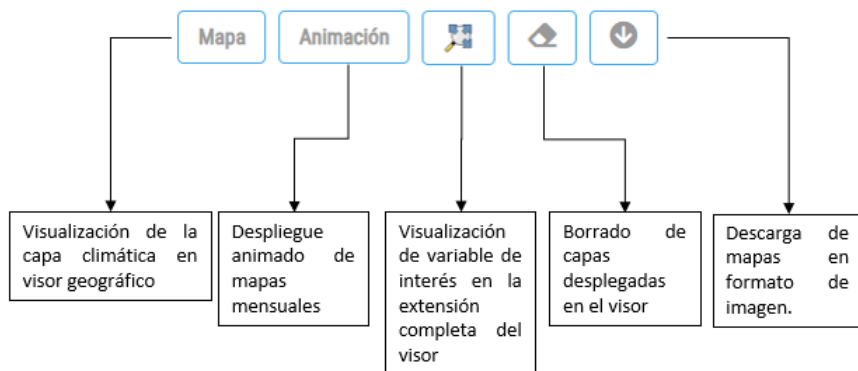 Mapa
Animación
Visualización de la
capa climática en
visor geográfico
Despliegue
animado de
mapas
mensuales
Visualización
de variable de
interés en la
extensión
completa del
visor
Borrado de
capas
desplegadas
en el visor
Descarga de
mapas en
formato de
imagen.